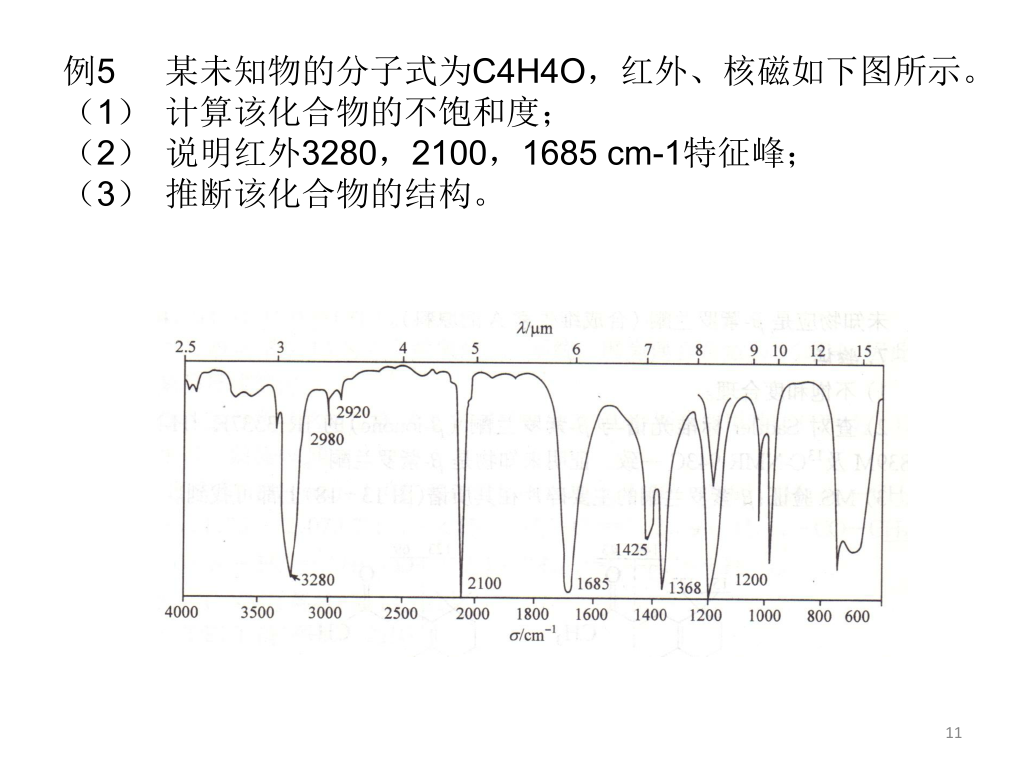 例5 某未知物的分子式为C4H4O，红外、核磁如下图所示。
（1） 计算该化合物的不饱和度；
（2） 说明红外3280，2100，1685 cm-1特征峰；
（3） 推断该化合物的结构。
λ/μm
2.5 3 4 5 6 7 8 9 10 12 15
2920
2980
1425
3280 2100 1685 1368 1200
4000 3500 3000 2500 2000 1800 1600 1400 1200 1000 800 600
σ/cm⁻¹
11